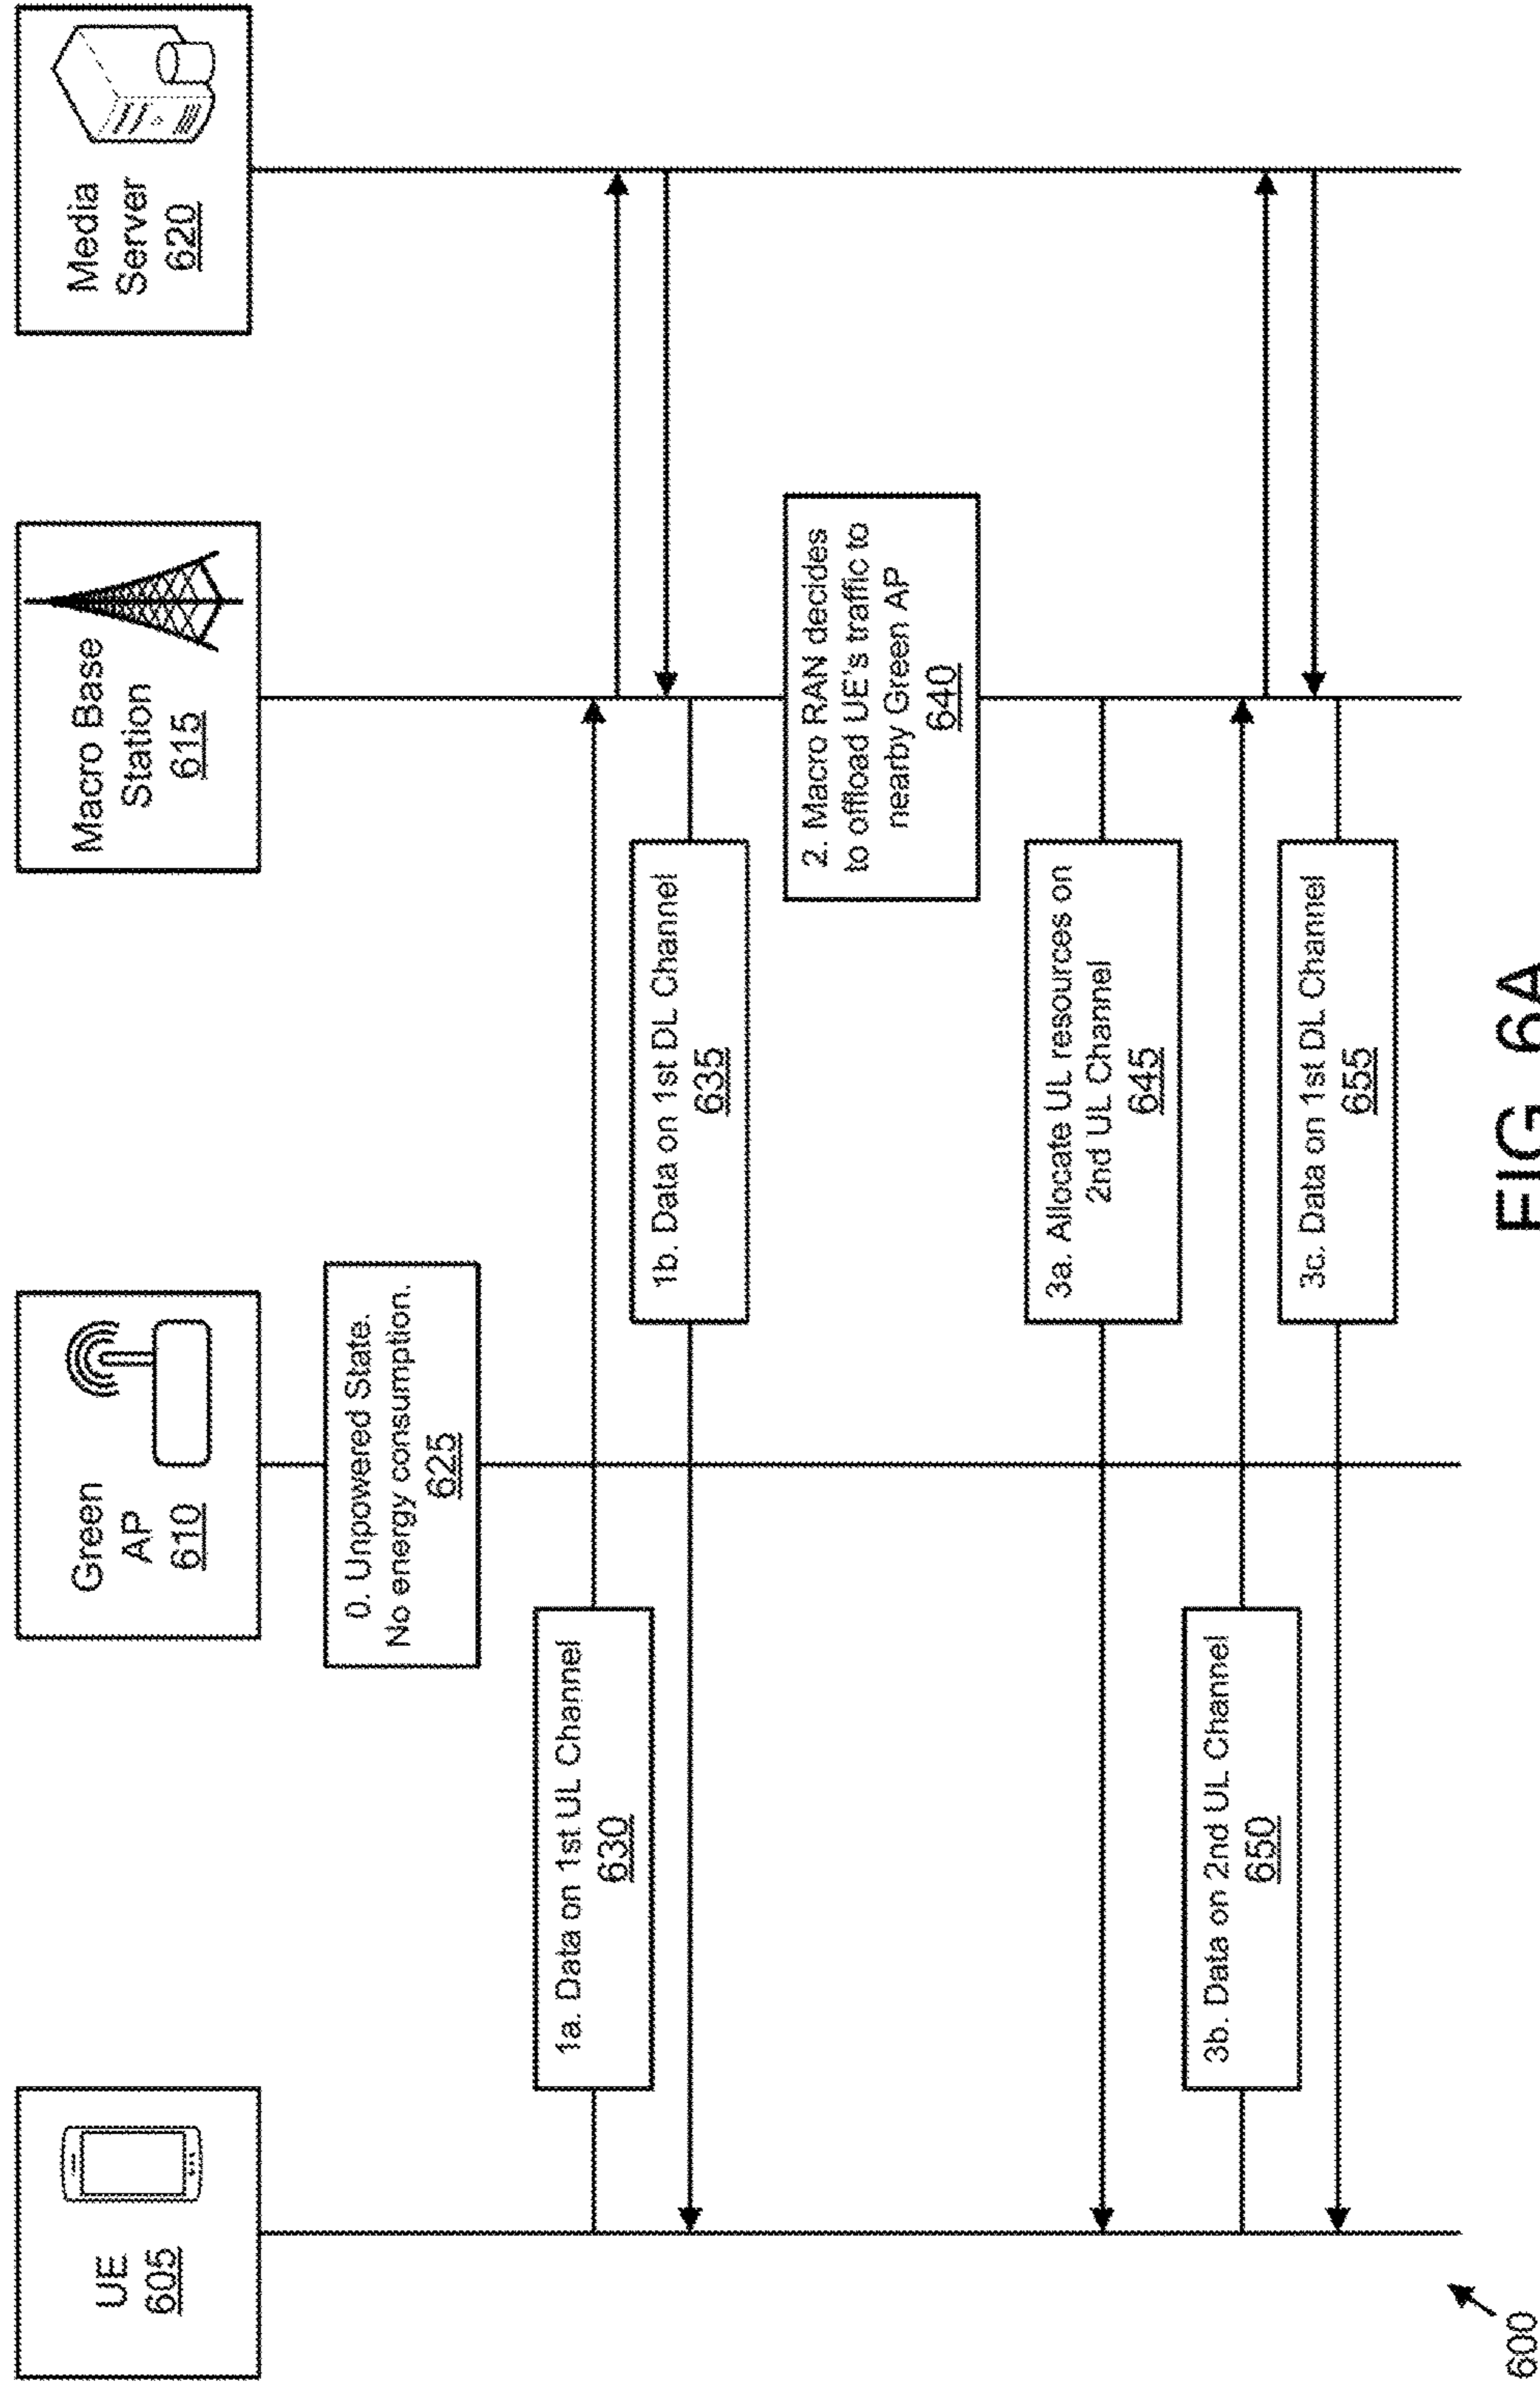 UE
605
Green
AP
610
Macro Base
Station
615
Media
Server
620
0. Unpowered State.
No energy consumption.
625
1a. Data on 1st UL Channel
630
1b. Data on 1st DL Channel
635
2. Macro RAN decides
to offload UE's traffic to
nearby Green AP
640
3a. Allocate UL resources on
2nd UL Channel
645
3b. Data on 2nd UL Channel
650
3c. Data on 1st DL Channel
655
600
FIG. 6A